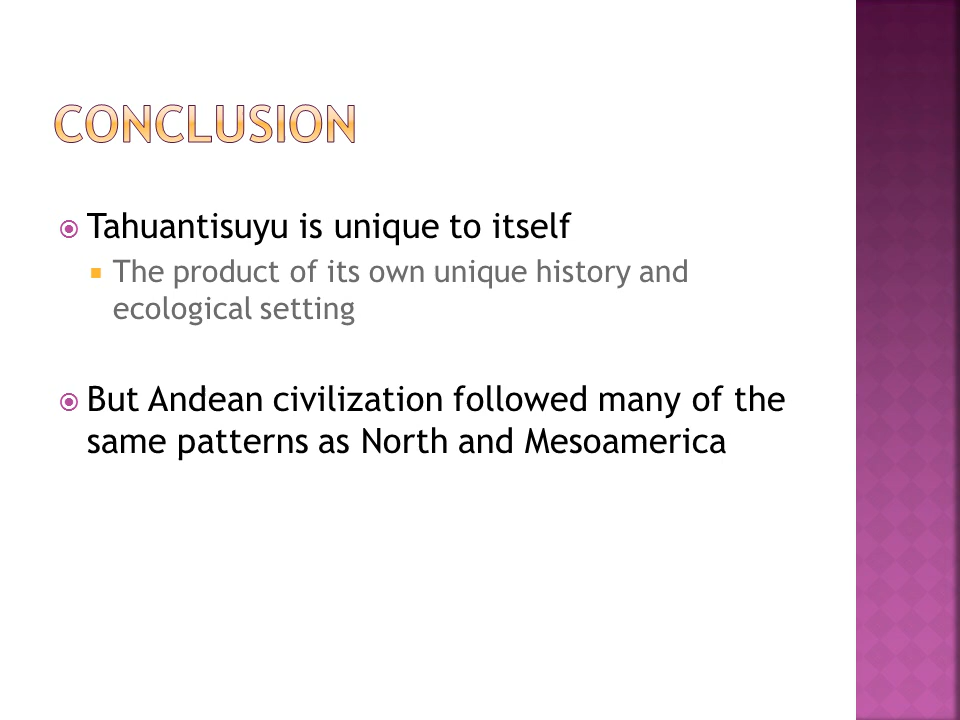 CONCLUSION
Tahuantisuyu is unique to itself
The product of its own unique history and
ecological setting
But Andean civilization followed many of the
same patterns as North and Mesoamerica